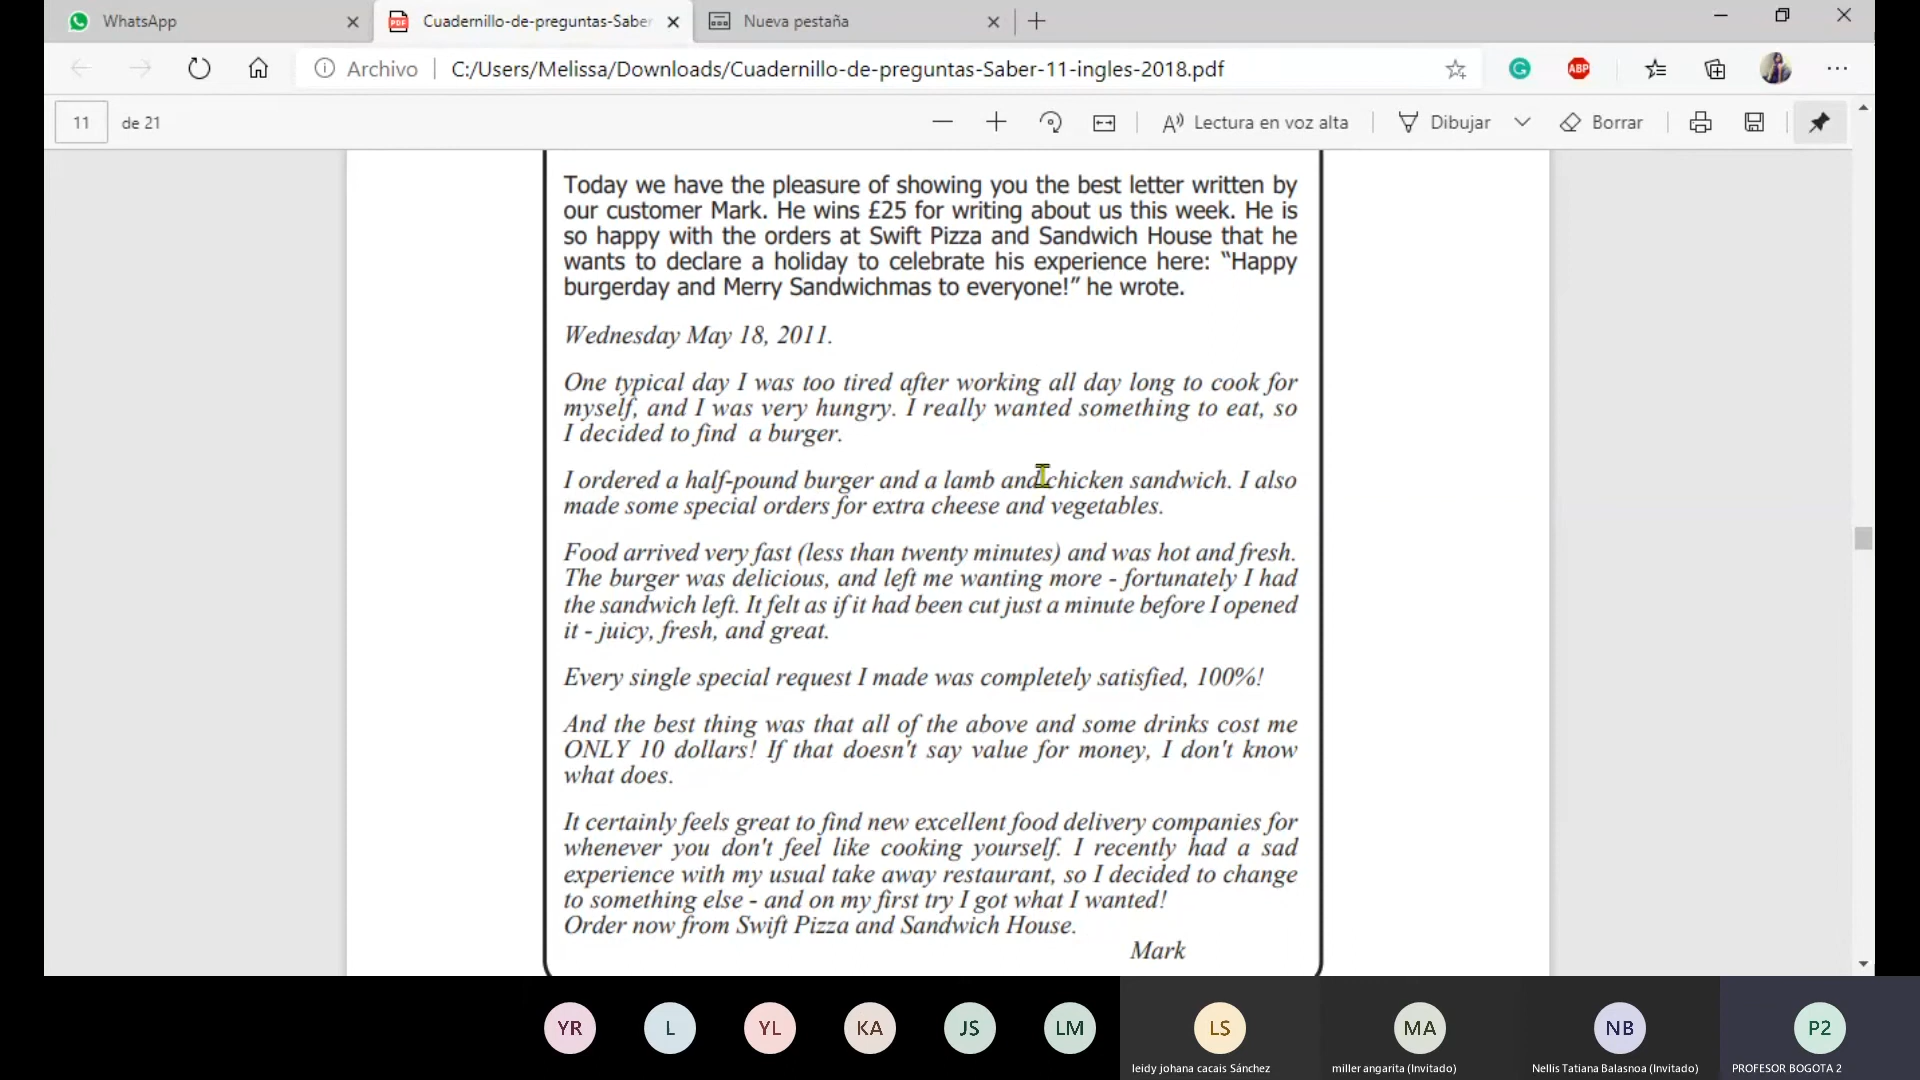 WhatsApp
Cuadernillo-de-preguntas-Saber
Nueva pestaña
Archivo
C:/Users/Melissa/Downloads/Cuadernillo-de-preguntas-Saber-11-ingles-2018.pdf
ABP
11 de 21
Lectura en voz alta
Dibujar
Borrar
Today we have the pleasure of showing you the best letter written by
our customer Mark. He wins £25 for writing about us this week. He is
so happy with the orders at Swift Pizza and Sandwich House that he
wants to declare a holiday to celebrate his experience here: “Happy
burgerday and Merry Sandwichmas to everyone!” he wrote.
Wednesday May 18, 2011.
One typical day I was too tired after working all day long to cook for
myself, and I was very hungry. I really wanted something to eat, so
I decided to find a burger.
I ordered a half-pound burger and a lamb and chicken sandwich. I also
made some special orders for extra cheese and vegetables.
Food arrived very fast (less than twenty minutes) and was hot and fresh.
The burger was delicious, and left me wanting more - fortunately I had
the sandwich left. It felt as if it had been cut just a minute before I opened
it - juicy, fresh, and great.
Every single special request I made was completely satisfied, 100%!
And the best thing was that all of the above and some drinks cost me
ONLY 10 dollars! If that doesn't say value for money, I don't know
what does.
It certainly feels great to find new excellent food delivery companies for
whenever you don't feel like cooking yourself. I recently had a sad
experience with my usual take away restaurant, so I decided to change
to something else - and on my first try I got what I wanted!
Order now from Swift Pizza and Sandwich House.
Mark
YR
L
YL
KA
JS
LM
LS
MA
NB
P2
leidy johana cacais Sánchez
miller angarita (Invitado)
Nellis Tatiana Balasnoa (Invitado)
PROFESOR BOGOTA 2